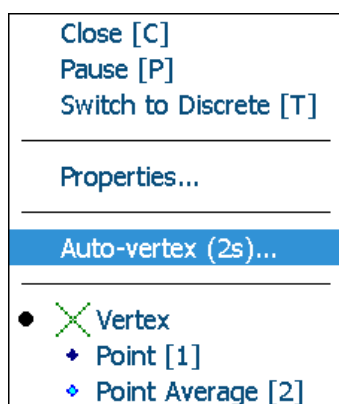 Close [C]
Pause [P]
Switch to Discrete [T]
Properties...
Auto-vertex (2s)...
Vertex
Point [1]
Point Average [2]